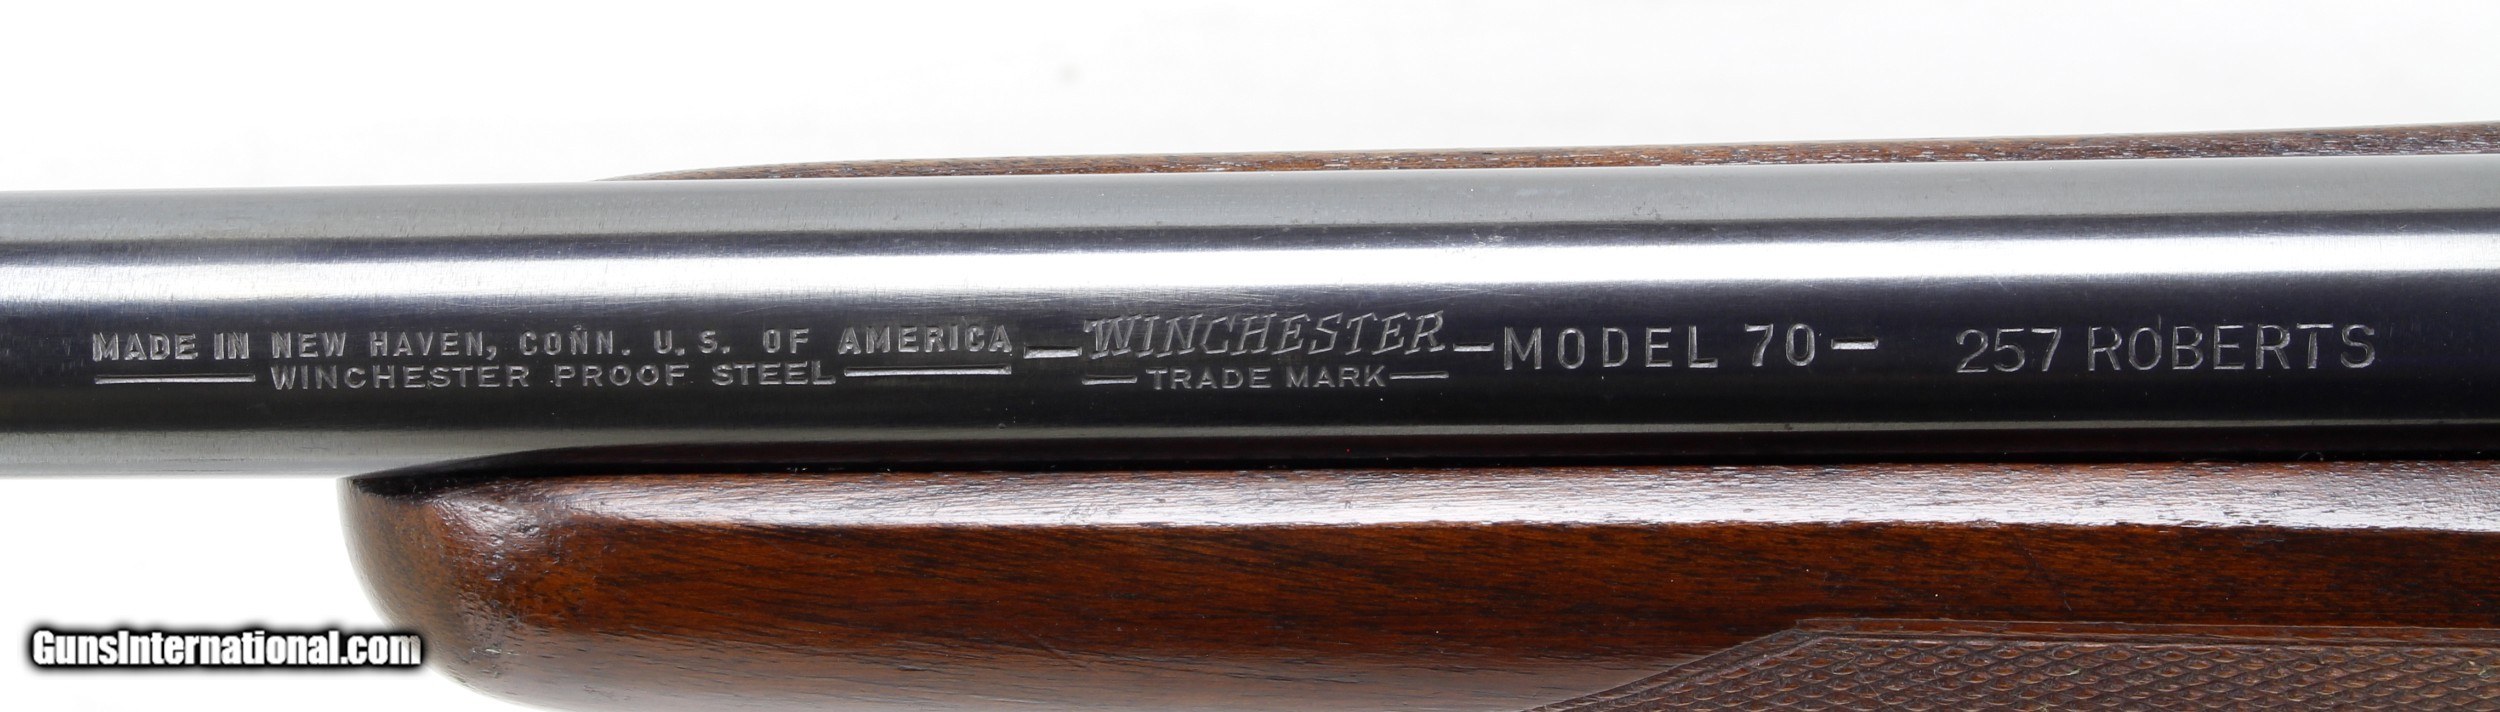 MADE IN NEW HAVEN, CONN. U. S. OF AMERICA — WINCHESTER — MODEL 70 — 257 ROBERTS
WINCHESTER PROOF STEEL — TRADE MARK —
GunsInternational.com